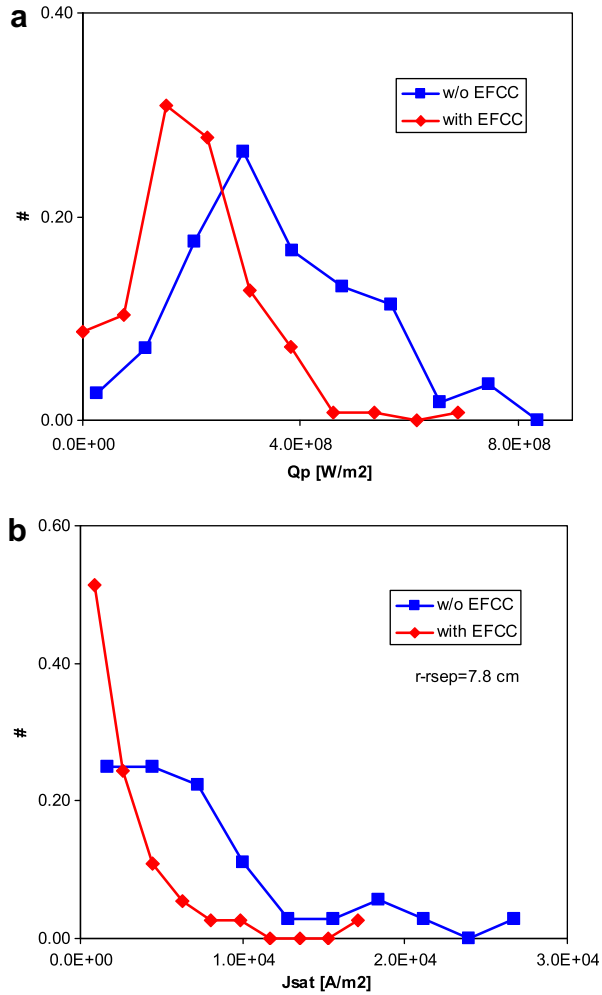 a
0.40
w/o EFCC
with EFCC
#
0.20
0.00
0.0E+00
4.0E+08
8.0E+08
Qp [W/m2]
b
0.60
w/o EFCC
with EFCC
0.40
r-rsep=7.8 cm
#
0.20
0.00
0.0E+00
1.0E+04
2.0E+04
3.0E+04
Jsat [A/m2]